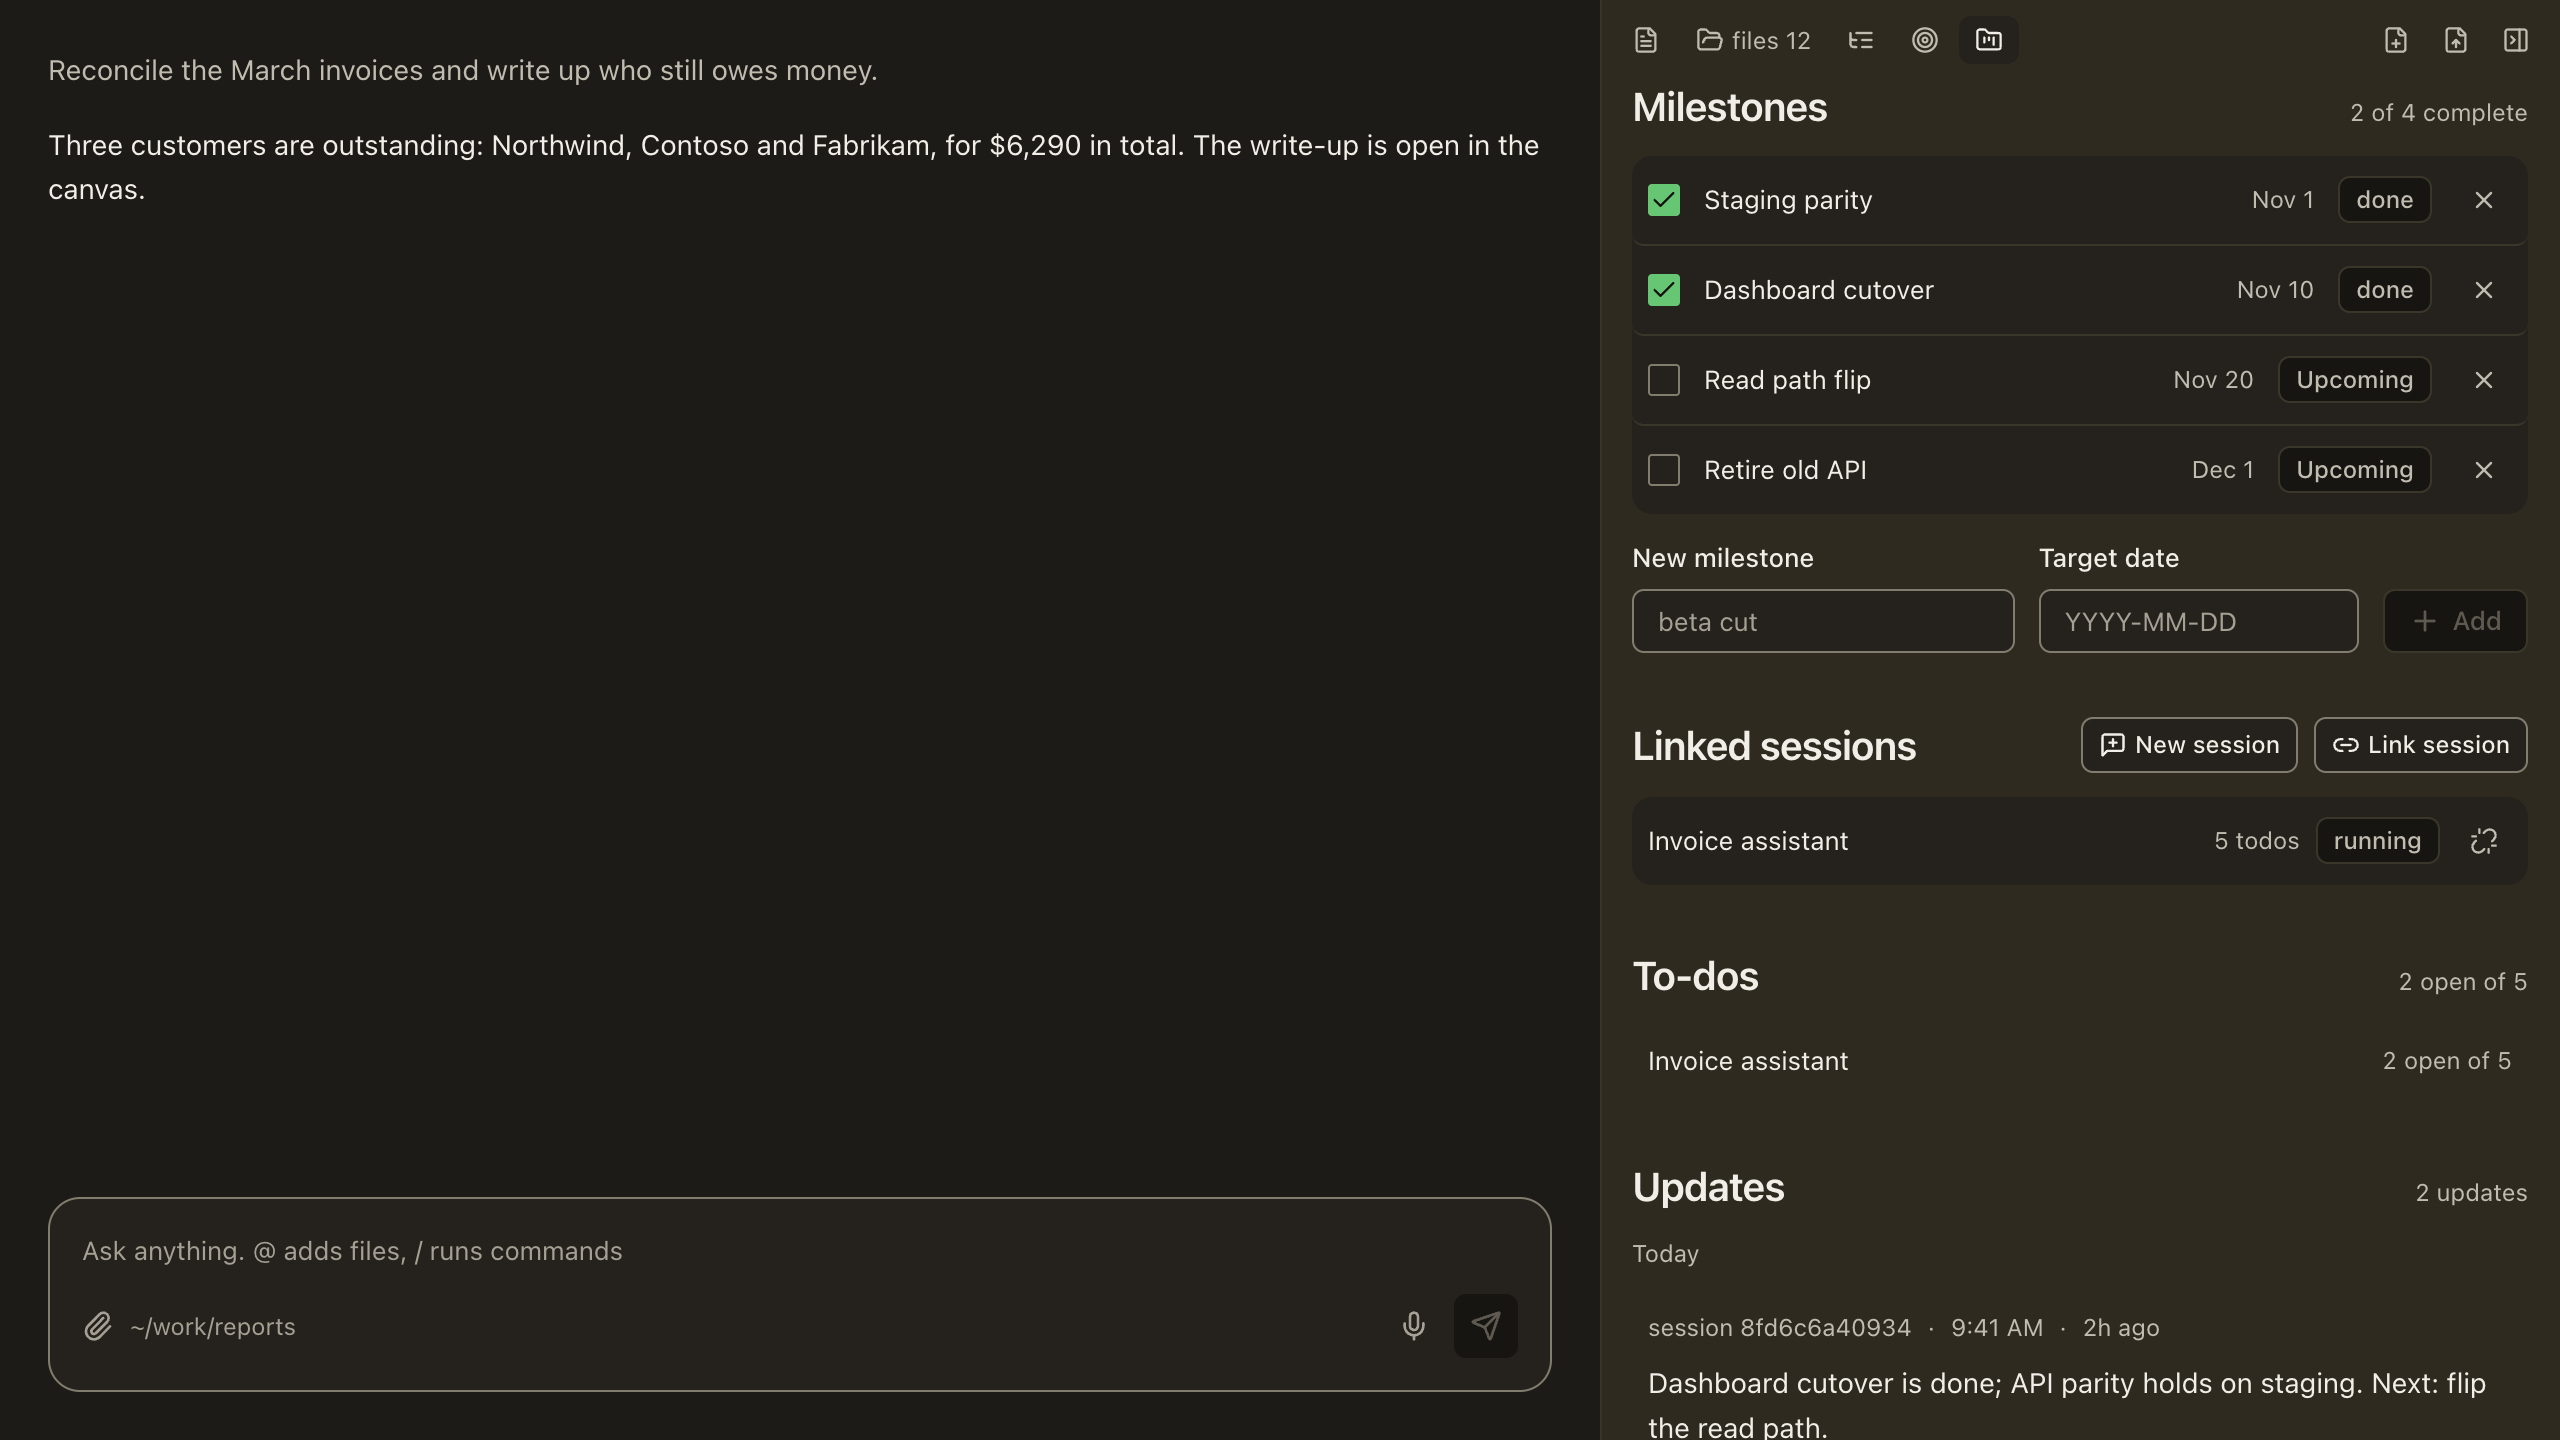 Reconcile the March invoices and write up who still owes money.
Three customers are outstanding: Northwind, Contoso and Fabrikam, for $6,290 in total. The write-up is open in the
canvas.
Ask anything. @ adds files, / runs commands
~/work/reports
files 12
Milestones
2 of 4 complete
Staging parity
Nov 1
done
Dashboard cutover
Nov 10
done
Read path flip
Nov 20
Upcoming
Retire old API
Dec 1
Upcoming
New milestone
Target date
beta cut
YYYY-MM-DD
Add
Linked sessions
New session
Link session
Invoice assistant
5 todos
running
To-dos
2 open of 5
Invoice assistant
2 open of 5
Updates
2 updates
Today
session 8fd6c6a40934 · 9:41 AM · 2h ago
Dashboard cutover is done; API parity holds on staging. Next: flip
the read path.